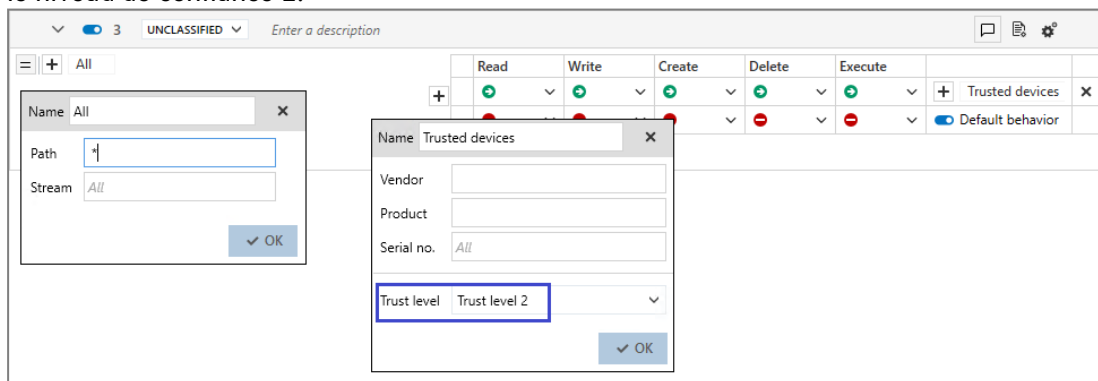 le niveau de confiance 2.
3 UNCLASSIFIED Enter a description
All
Read Write Create Delete Execute
Trusted devices
Default behavior
Name All
Path *
Stream All
OK
Name Trusted devices
Vendor
Product
Serial no. All
Trust level Trust level 2
OK